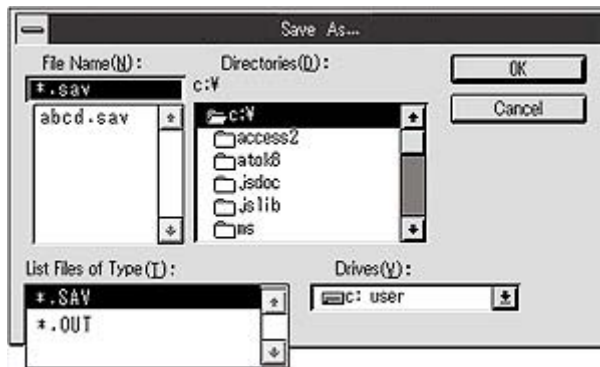 Save As...
File Name(N):
*.sav
abcd.sav
Directories(D):
c:¥
c:¥
access2
atok8
jsdoc
jslib
ms
OK
Cancel
List Files of Type(T):
*.SAV
*.OUT
Drives(V):
c: user